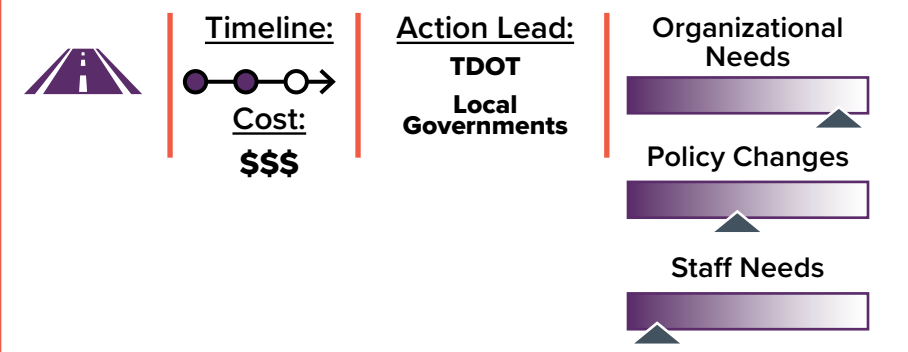 Timeline:
Cost:
$$$
Action Lead:
TDOT
Local
Governments
Organizational
Needs
Policy Changes
Staff Needs